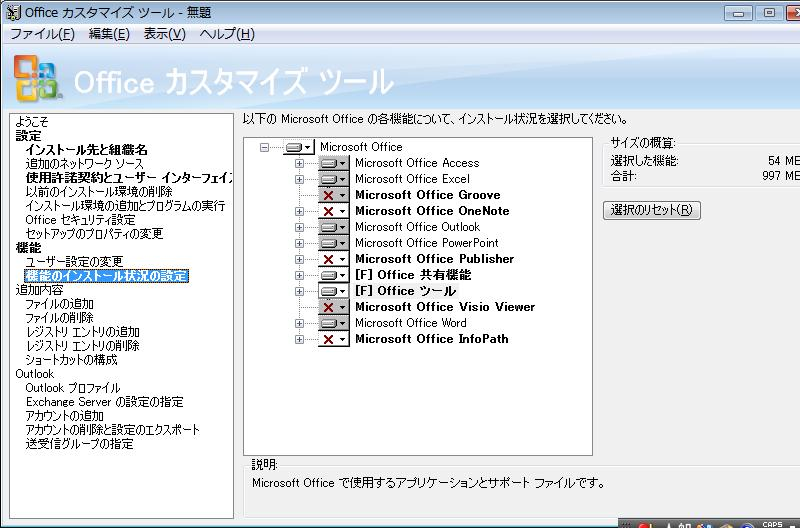 Office カスタマイズ ツール - 無題
ファイル(F) 編集(E) 表示(V) ヘルプ(H)
Office カスタマイズ ツール
ようこそ
設定
インストール先と組織名
追加のネットワーク ソース
使用許諾契約とユーザー インターフェイス
以前のインストール環境の削除
インストール環境の追加とプログラムの実行
Office セキュリティ設定
セットアップのプロパティの変更
機能
ユーザー設定の変更
機能のインストール状況の設定
追加内容
ファイルの追加
ファイルの削除
レジストリ エントリの追加
レジストリ エントリの削除
ショートカットの構成
Outlook
Outlook プロファイル
Exchange Server の設定の指定
アカウントの追加
アカウントの削除と設定のエクスポート
送受信グループの指定
以下の Microsoft Office の各機能について、インストール状況を選択してください。
Microsoft Office
Microsoft Office Access
Microsoft Office Excel
Microsoft Office Groove
Microsoft Office OneNote
Microsoft Office Outlook
Microsoft Office PowerPoint
Microsoft Office Publisher
[F] Office 共有機能
[F] Office ツール
Microsoft Office Visio Viewer
Microsoft Office Word
Microsoft Office InfoPath
サイズの概算:
選択した機能: 54 ME
合計: 997 ME
選択のリセット(R)
説明:
Microsoft Office で使用するアプリケーションとサポート ファイルです。
CAPS